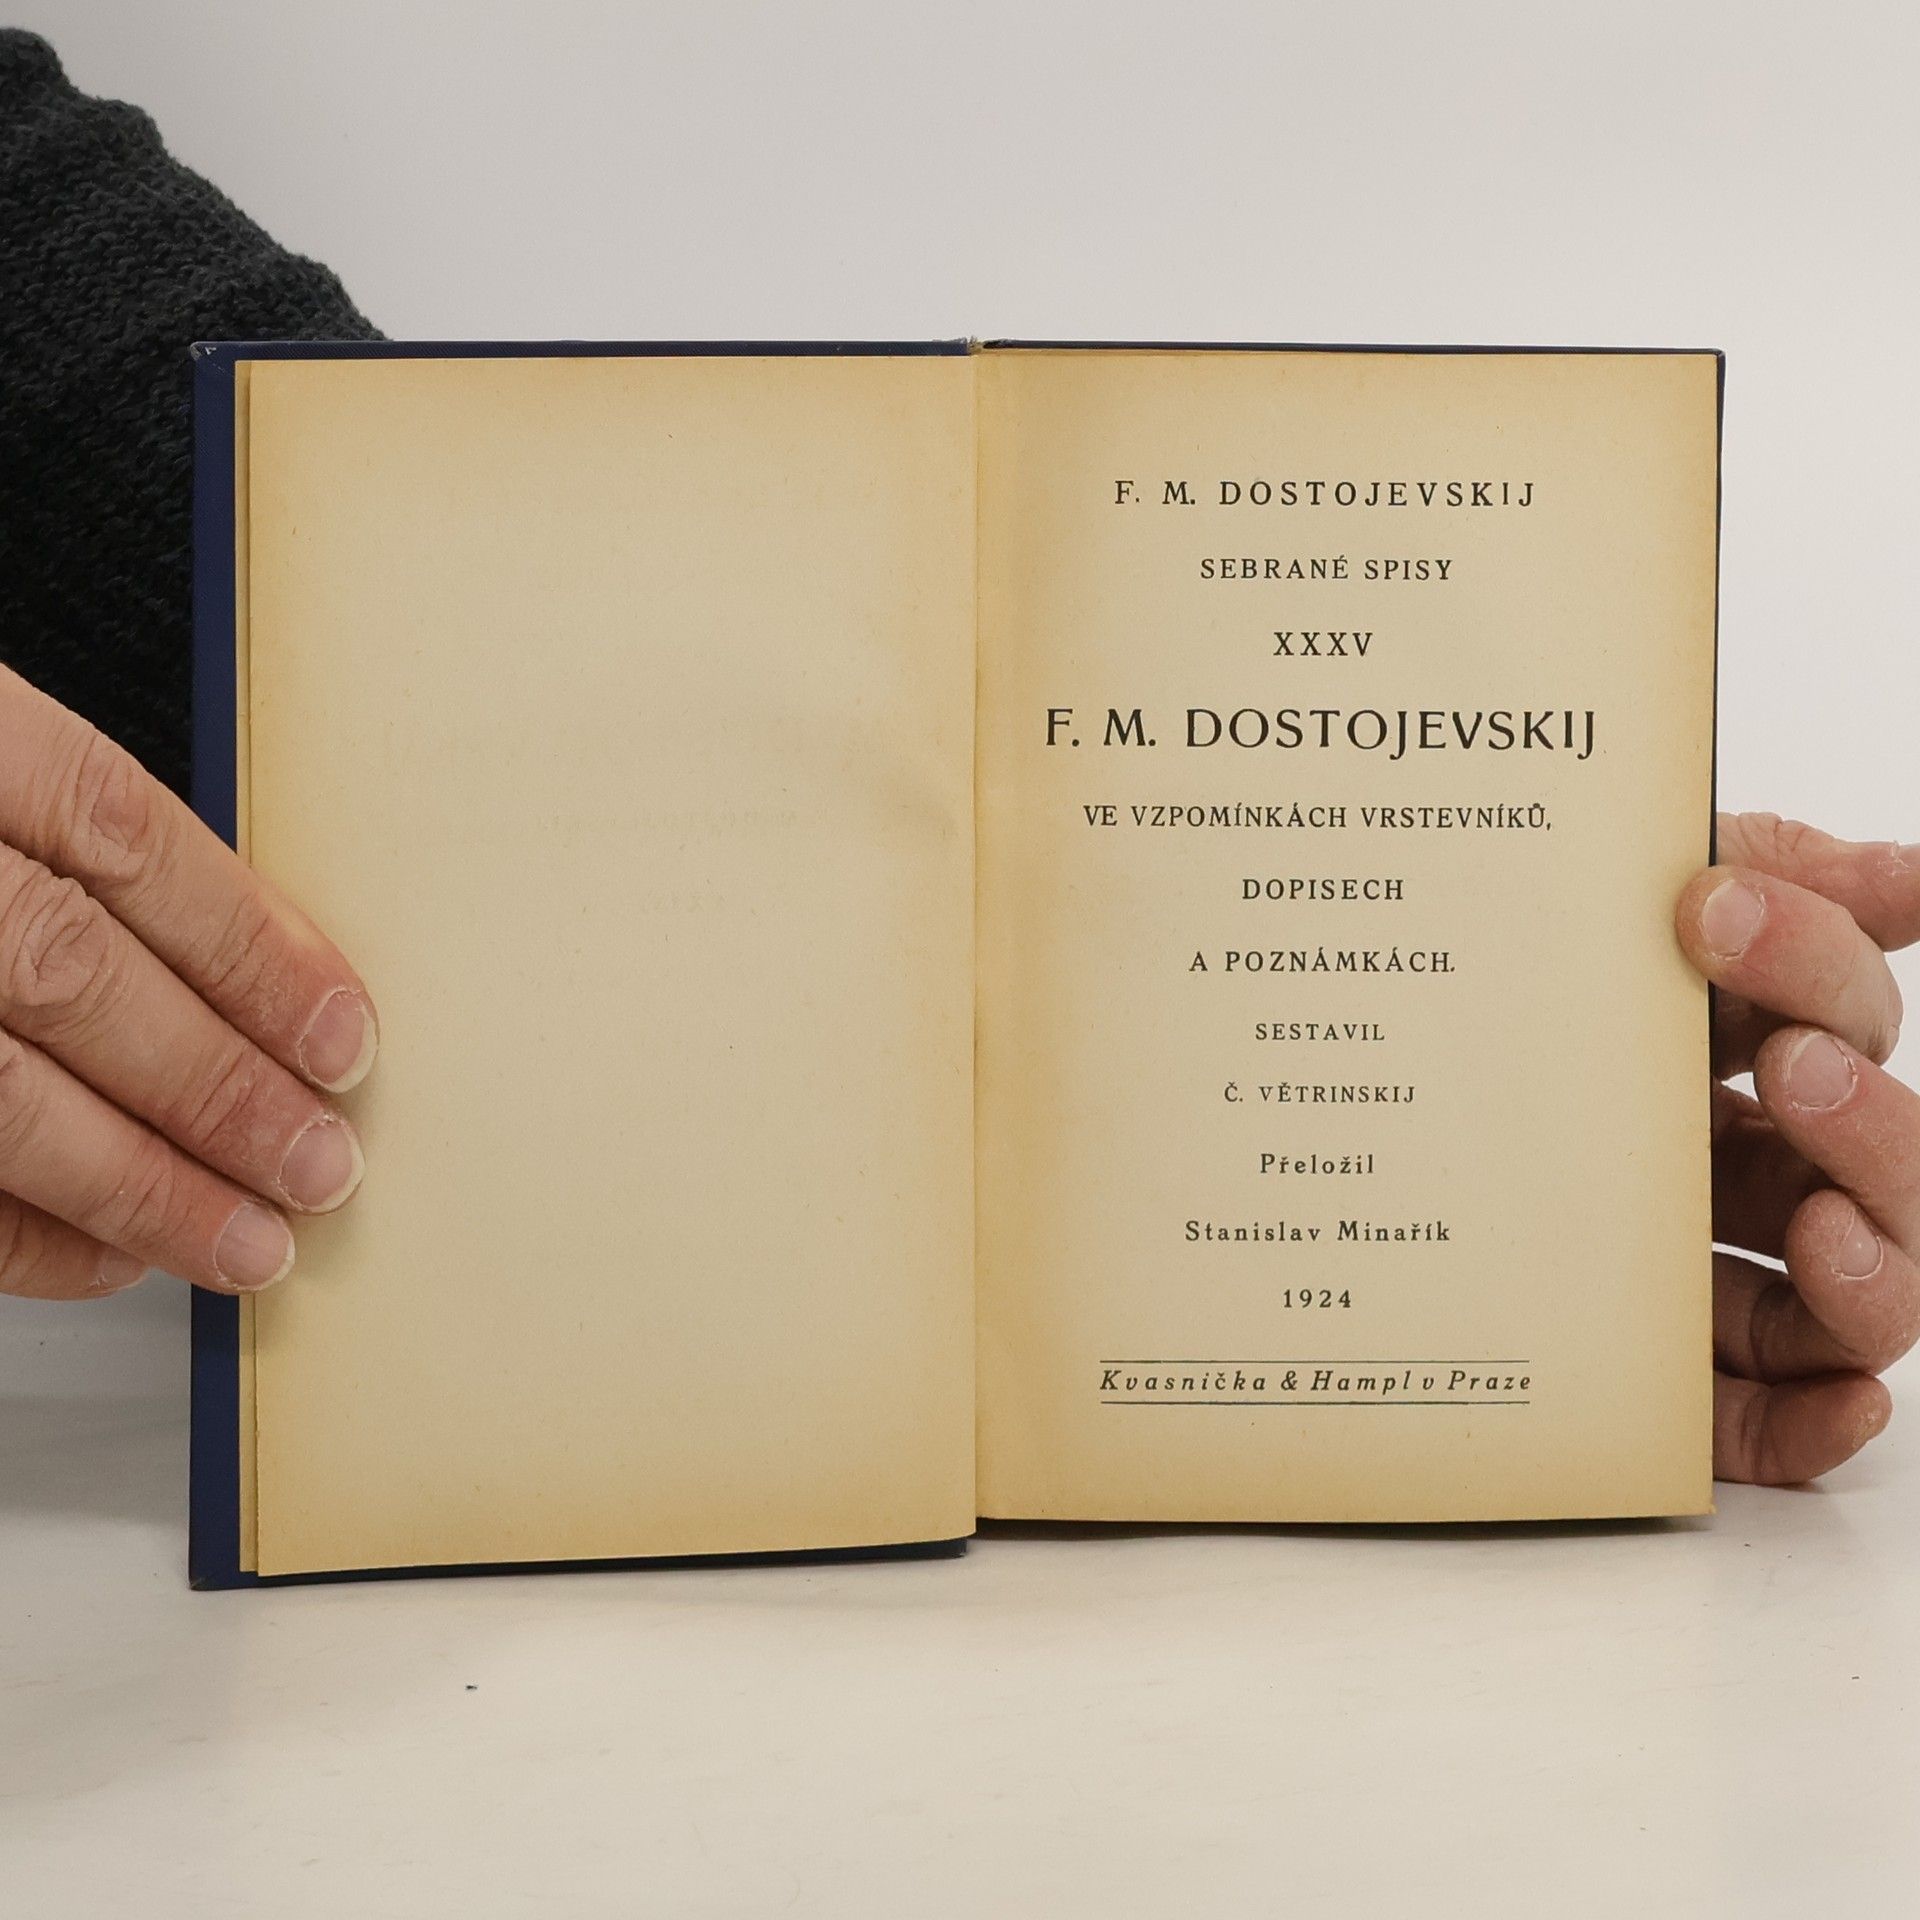 F. M. DOSTOJEVSKIJ
SEBRANÉ SPISY
XXXV
F. M. DOSTOJEVSKIJ
VE VZPOMÍNKÁCH VRSTEVNÍKŮ,
DOPISECH
A POZNÁMKÁCH.
SESTAVIL
Č. VĚTRINSKIJ
Přeložil
Stanislav Minařík
1924
Kvasnička & Hampl v Praze